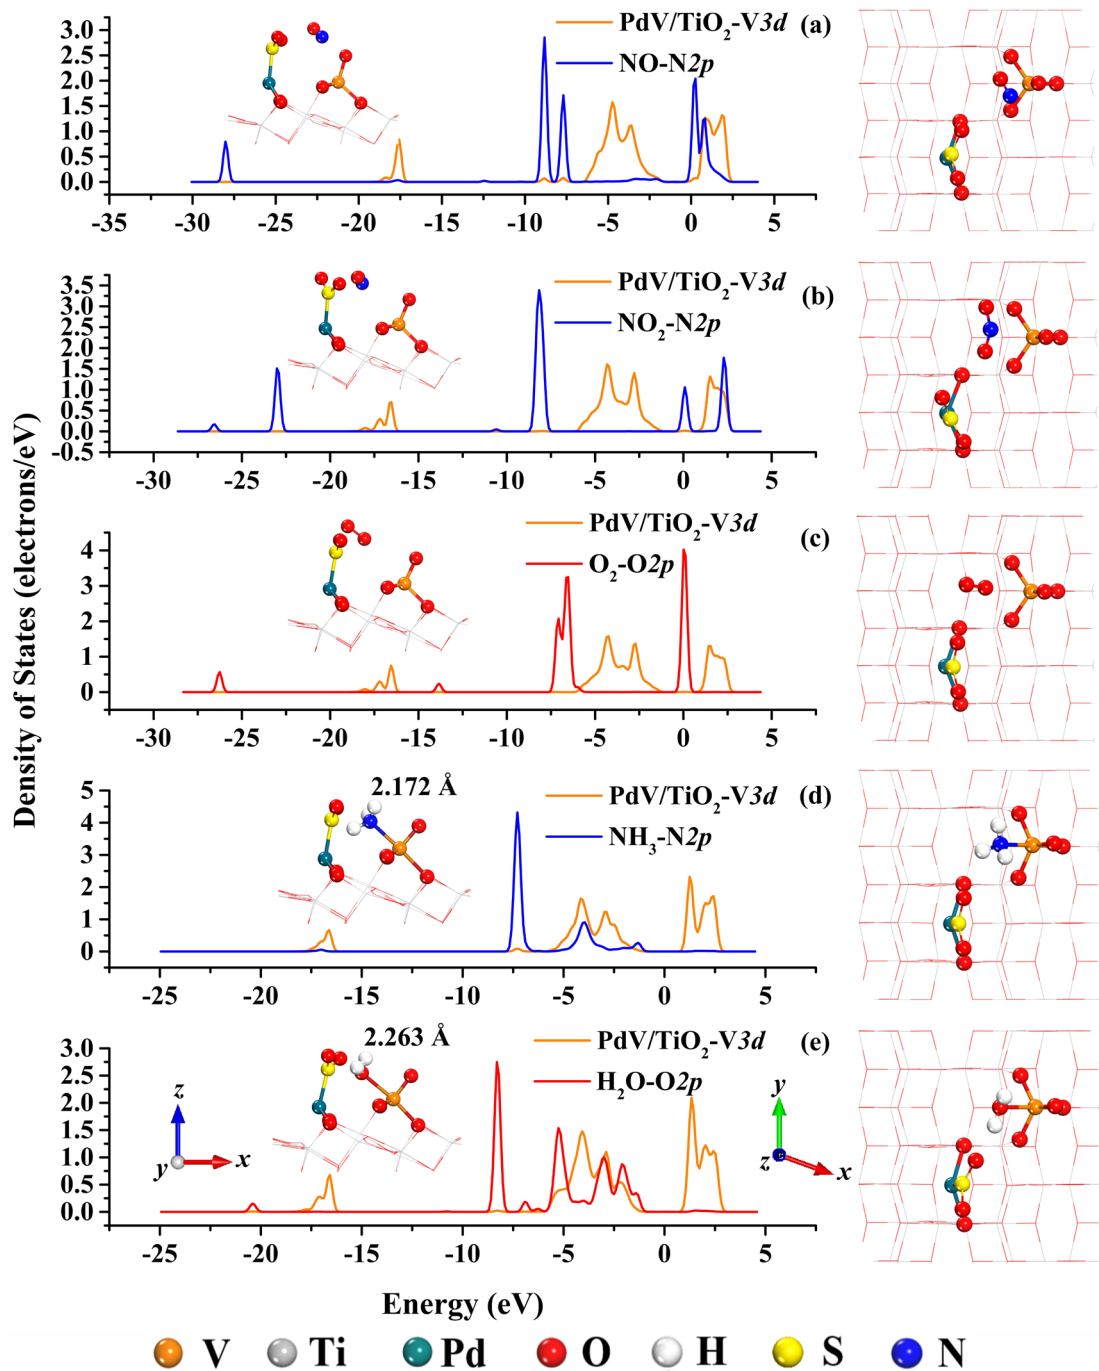 Density of States (electrons/eV)
PdV/TiO2-V3d (a)
NO-N2p
3.0
2.5
2.0
1.5
1.0
0.5
0.0
-35 -30 -25 -20 -15 -10 -5 0 5
PdV/TiO2-V3d (b)
NO2-N2p
3.5
3.0
2.5
2.0
1.5
1.0
0.5
0.0
-0.5
-30 -25 -20 -15 -10 -5 0
PdV/TiO2-V3d (c)
O2-O2p
4
3
2
1
0
-30 -25 -20 -15 -10 -5 0
2.172 Å
PdV/TiO2-V3d (d)
NH3-N2p
5
4
3
2
1
0
-25 -20 -15 -10 -5 0 5
2.263 Å
PdV/TiO2-V3d (e)
H2O-O2p
3.0
2.5
2.0
1.5
1.0
0.5
0.0
z
y x
y
z x
-25 -20 -15 -10 -5 0 5
Energy (eV)
V Ti Pd O H S N